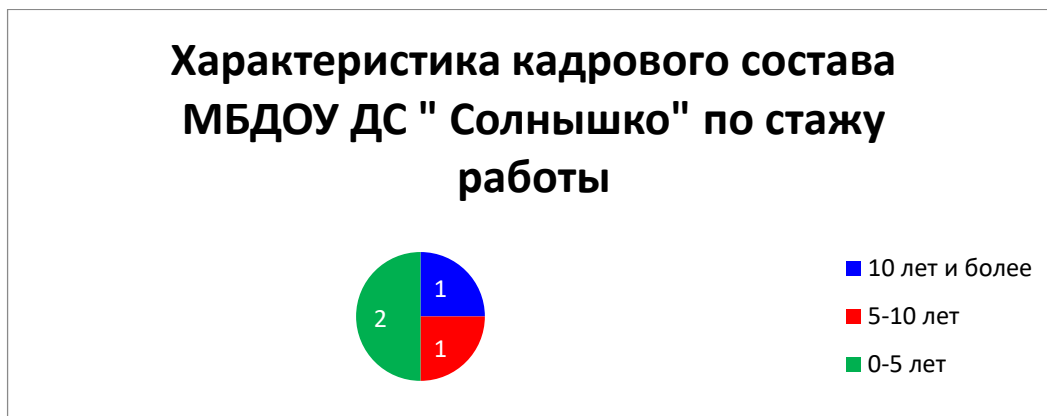 Характеристика кадрового состава
МБДОУ ДС " Солнышко" по стажу
работы
1
2
1
10 лет и более
5-10 лет
0-5 лет